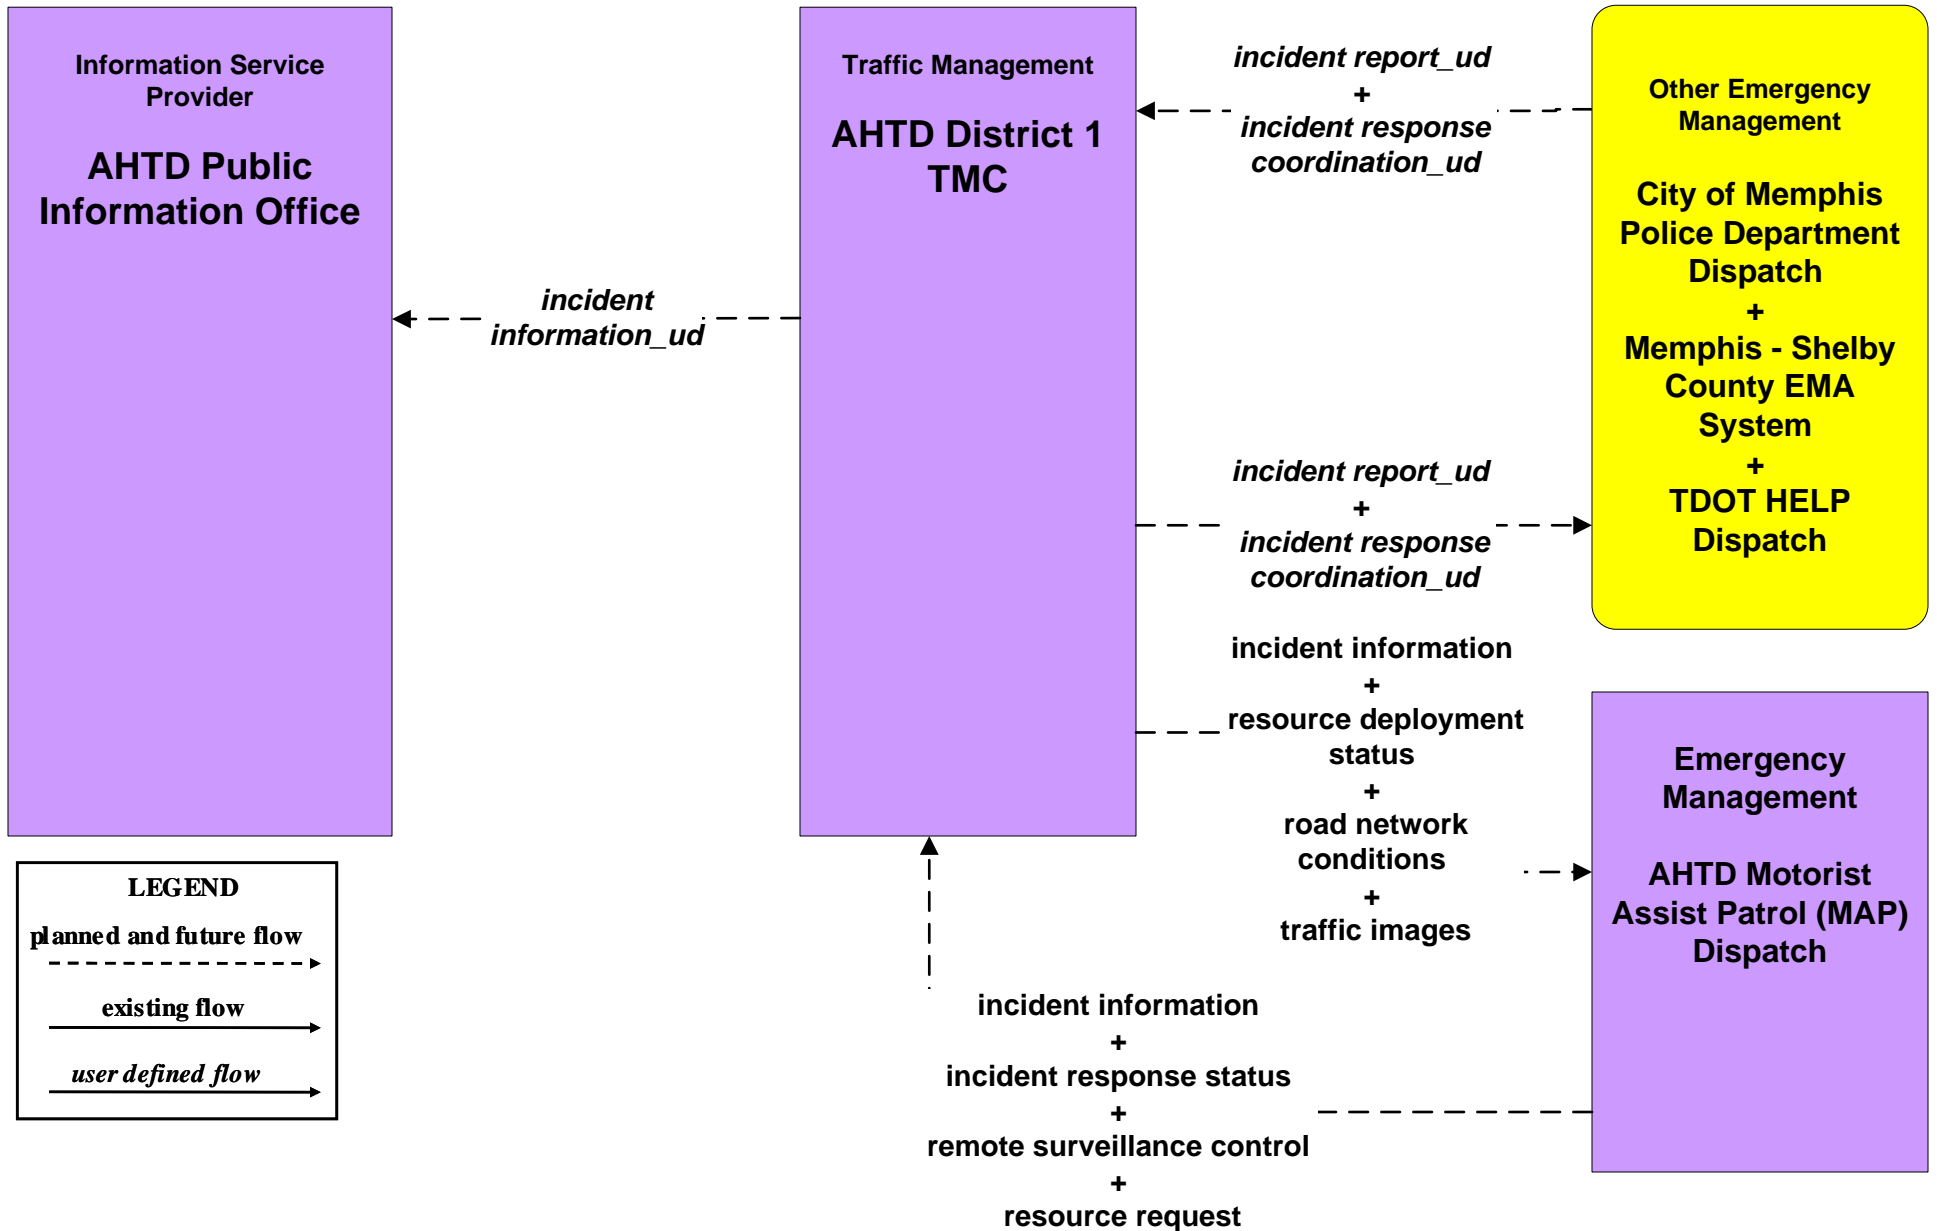 Information Service
Provider
AHTD Public
Information Office
incident
information_ud
Traffic Management
AHTD District 1
TMC
incident report_ud
+
incident response
coordination_ud
incident report_ud
+
incident response
coordination_ud
Other Emergency
Management
City of Memphis
Police Department
Dispatch
+
Memphis - Shelby
County EMA
System
+
TDOT HELP
Dispatch
incident information
+
resource deployment
status
+
road network
conditions
+
traffic images
Emergency
Management
AHTD Motorist
Assist Patrol (MAP)
Dispatch
incident information
+
incident response status
+
remote surveillance control
+
resource request
LEGEND
planned and future flow
existing flow
user defined flow